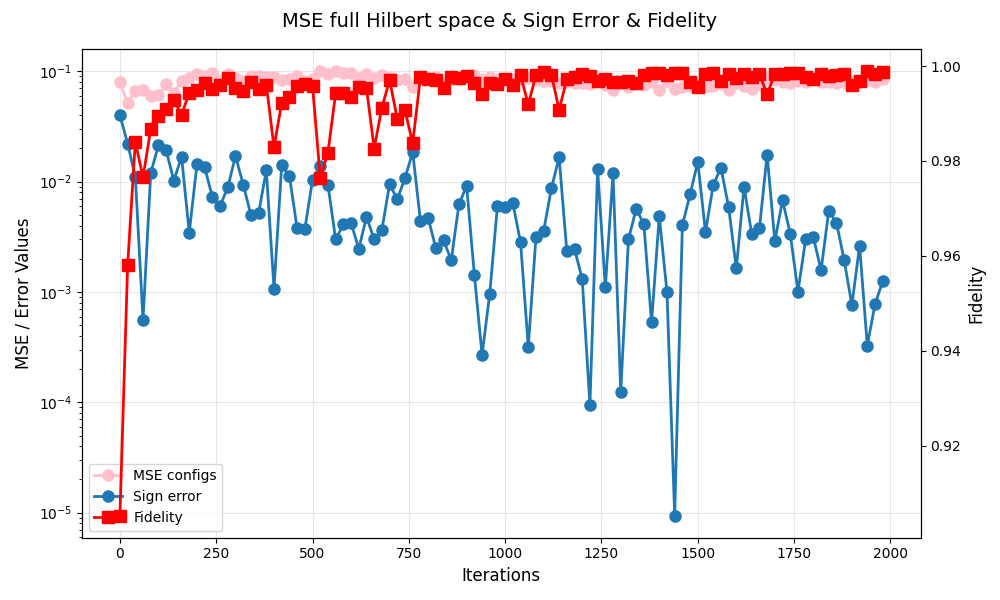 MSE full Hilbert space & Sign Error & Fidelity
MSE / Error Values
10⁻¹
10⁻²
10⁻³
10⁻⁴
10⁻⁵
1.00
0.98
0.96
0.94
0.92
Fidelity
MSE configs
Sign error
Fidelity
0 250 500 750 1000 1250 1500 1750 2000
Iterations